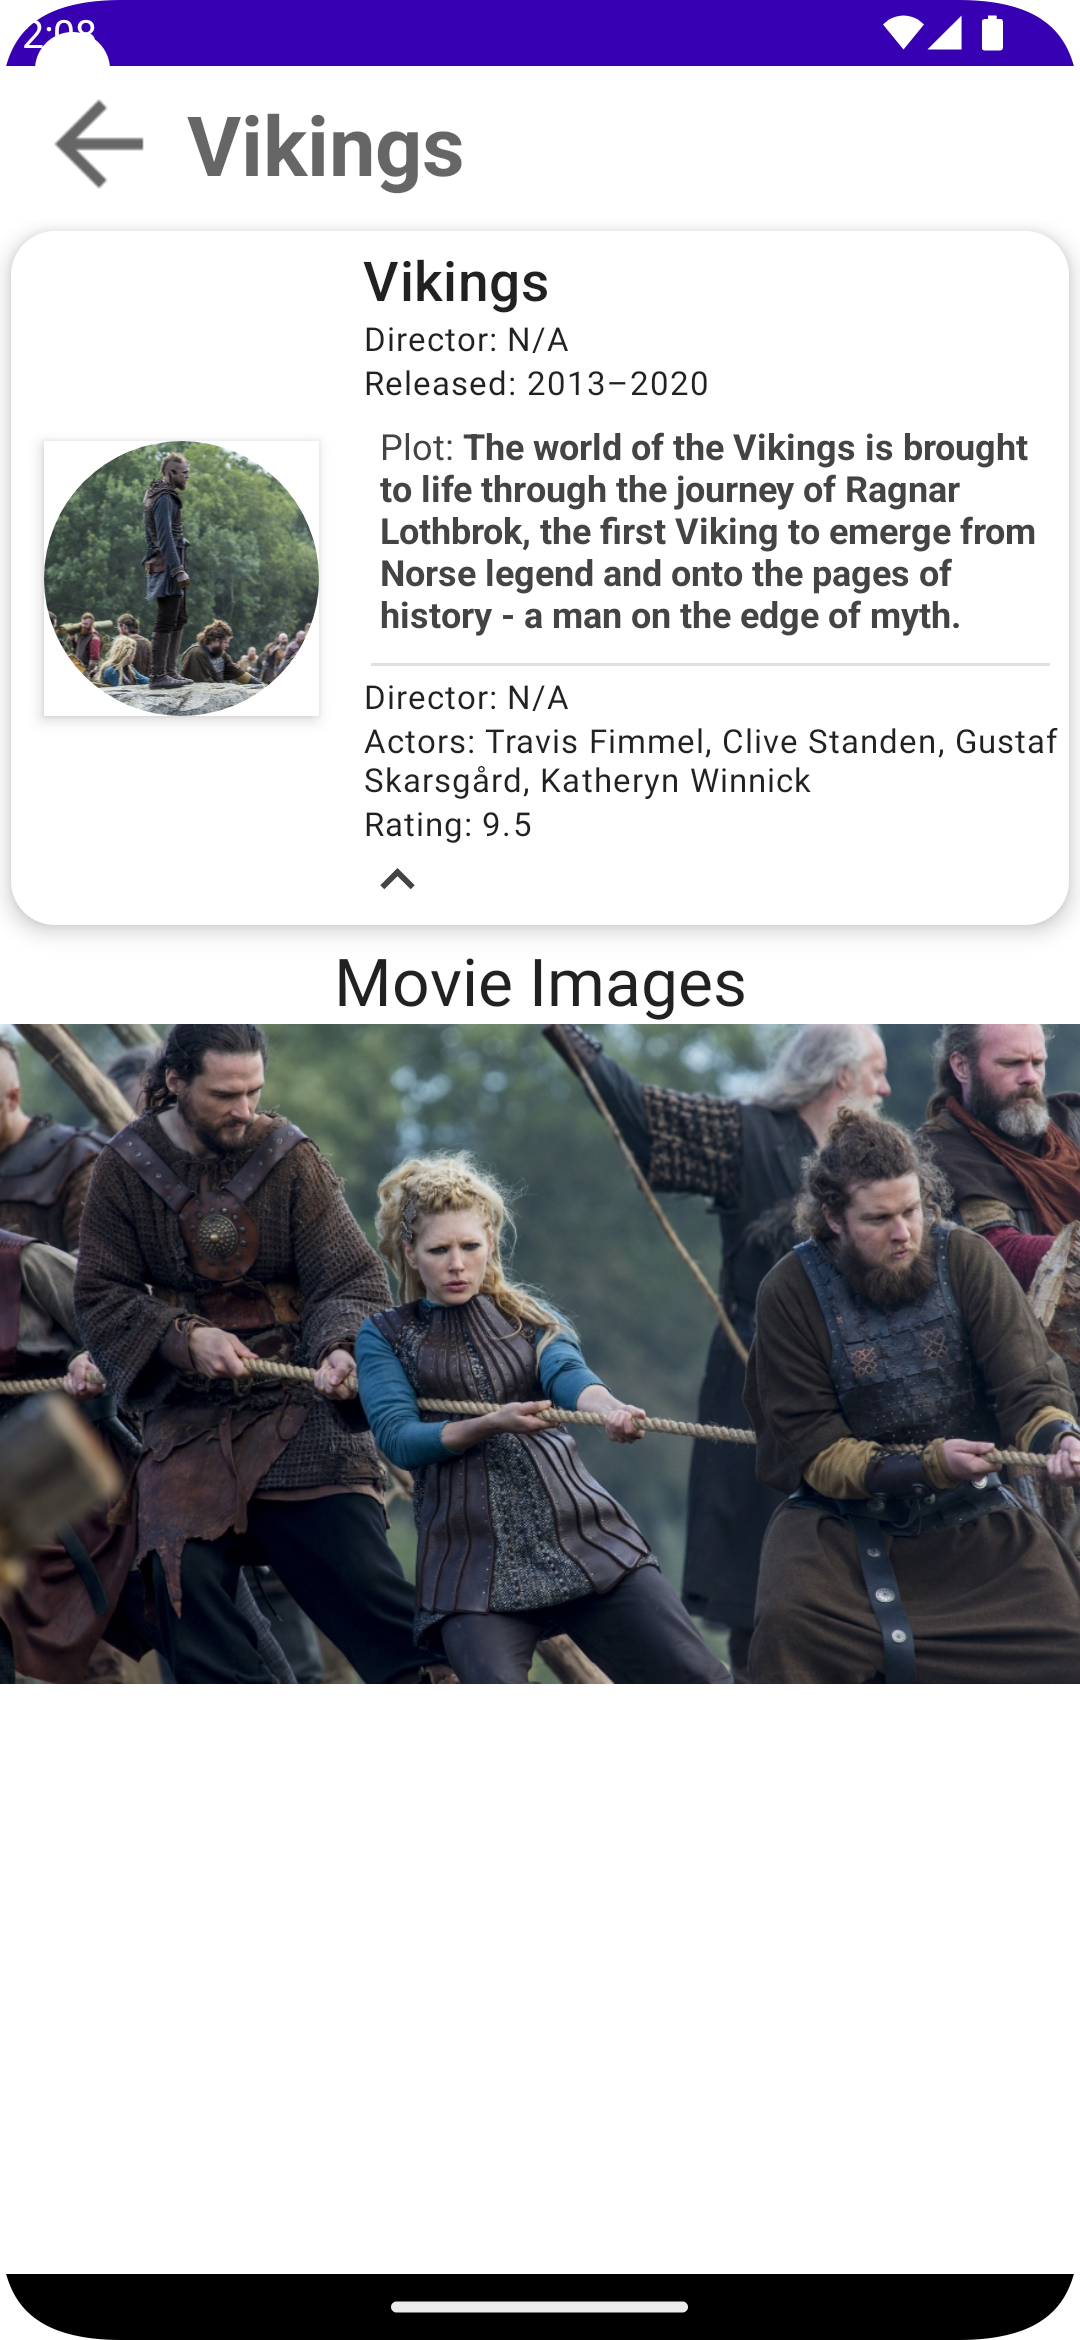 2:08
Vikings
Vikings
Director: N/A
Released: 2013–2020
Plot: The world of the Vikings is brought
to life through the journey of Ragnar
Lothbrok, the first Viking to emerge from
Norse legend and onto the pages of
history - a man on the edge of myth.
Director: N/A
Actors: Travis Fimmel, Clive Standen, Gustaf
Skarsgård, Katheryn Winnick
Rating: 9.5
Movie Images